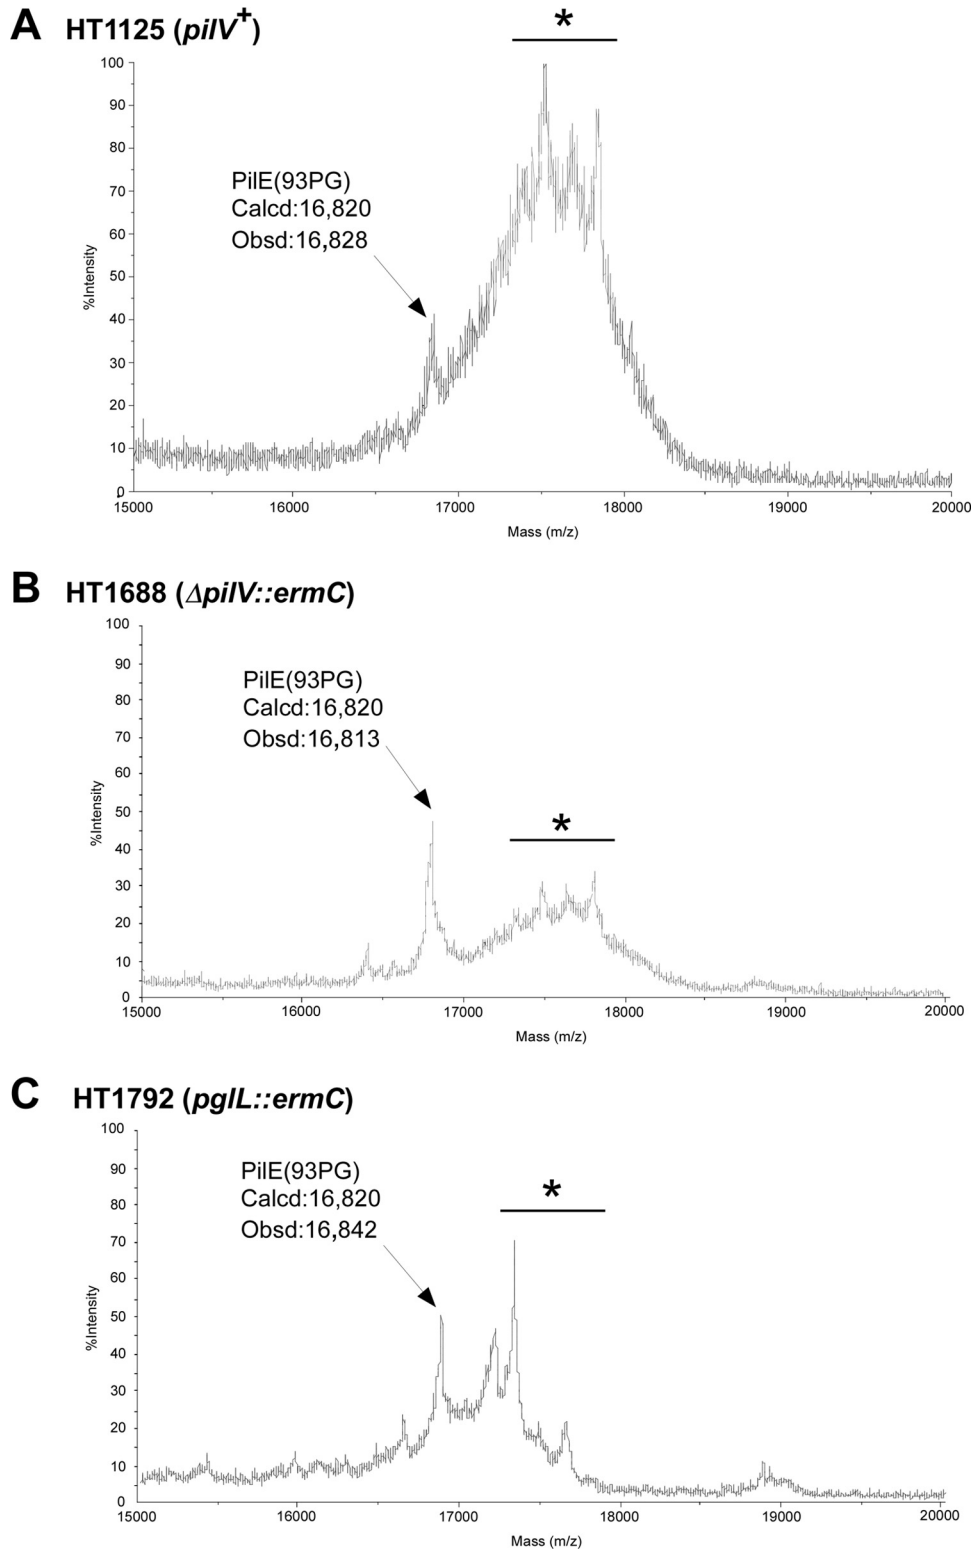 A HT1125 (pilV+)
*
100
90
80
70
60
50
40
30
20
10
0
%Intensity
PilE(93PG)
Calcd:16,820
Obsd:16,828
15000 16000 17000 18000 19000 20000
Mass (m/z)
B HT1688 (ΔpilV::ermC)
100
90
80
70
60
50
40
30
20
10
0
%Intensity
PilE(93PG)
Calcd:16,820
Obsd:16,813
*
15000 16000 17000 18000 19000 20000
Mass (m/z)
C HT1792 (pglL::ermC)
100
90
80
70
60
50
40
30
20
10
0
%Intensity
PilE(93PG)
Calcd:16,820
Obsd:16,842
*
15000 16000 17000 18000 19000 20000
Mass (m/z)